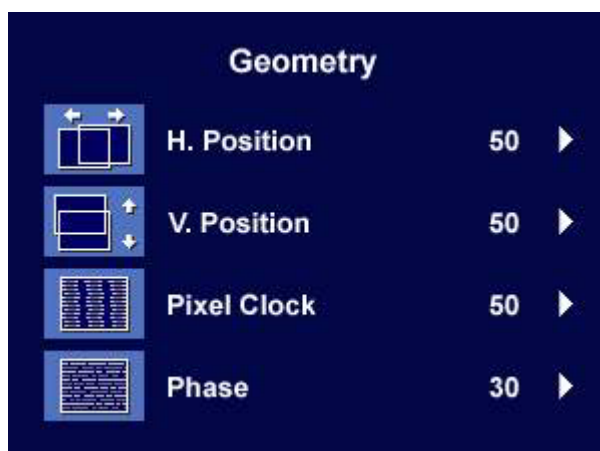 Geometry
H. Position 50
V. Position 50
Pixel Clock 50
Phase 30